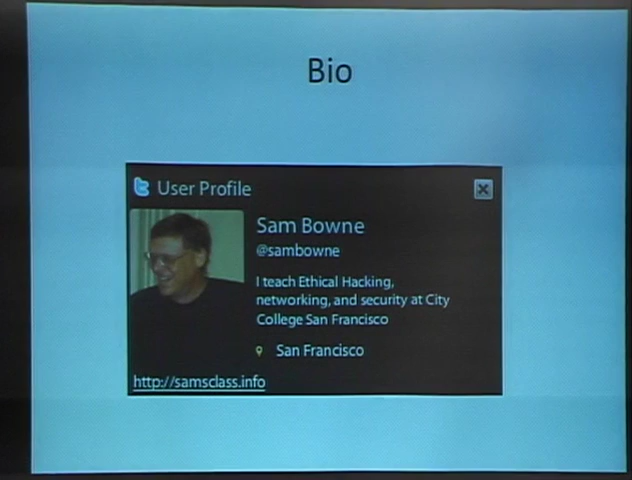 Bio
User Profile
Sam Bowne
@sambowne
I teach Ethical Hacking,
networking, and security at City
College San Francisco
San Francisco
http://samsclass.info